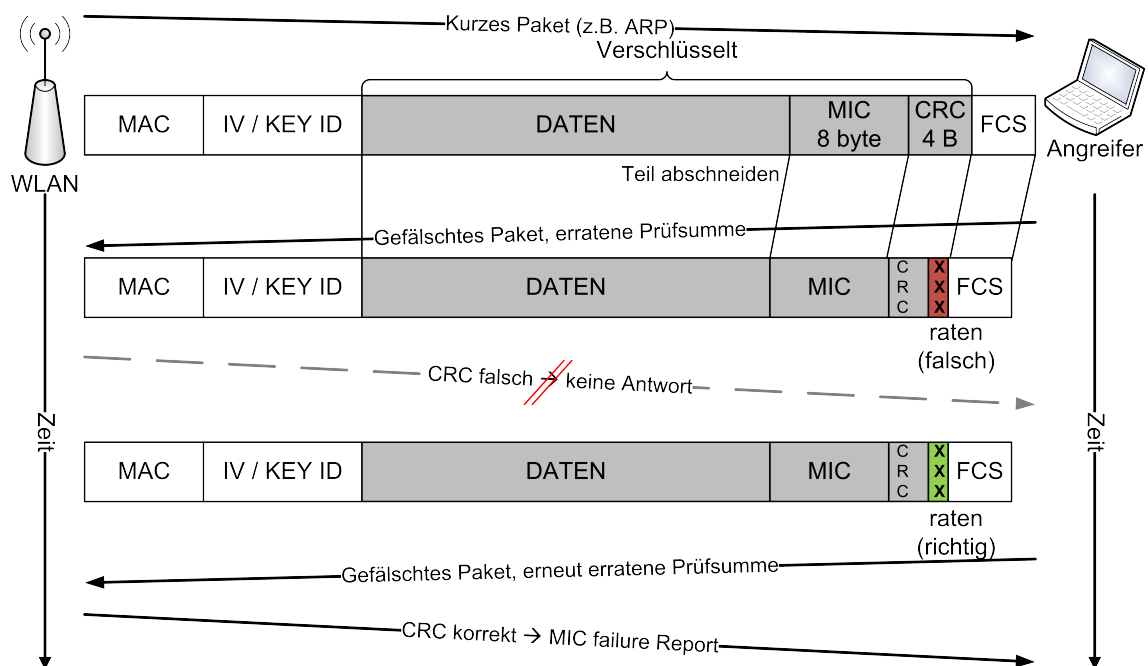 Kurzes Paket (z.B. ARP)
Verschlüsselt
MAC IV / KEY ID DATEN MIC CRC FCS
8 byte 4 B
WLAN
Angreifer
Teil abschneiden
Gefälschtes Paket, erratene Prüfsumme
MAC IV / KEY ID DATEN MIC C R C X X X FCS
raten
(falsch)
CRC falsch → keine Antwort
Zeit
Zeit
MAC IV / KEY ID DATEN MIC C R C X X X FCS
raten
(richtig)
Gefälschtes Paket, erneut erratene Prüfsumme
CRC korrekt → MIC failure Report